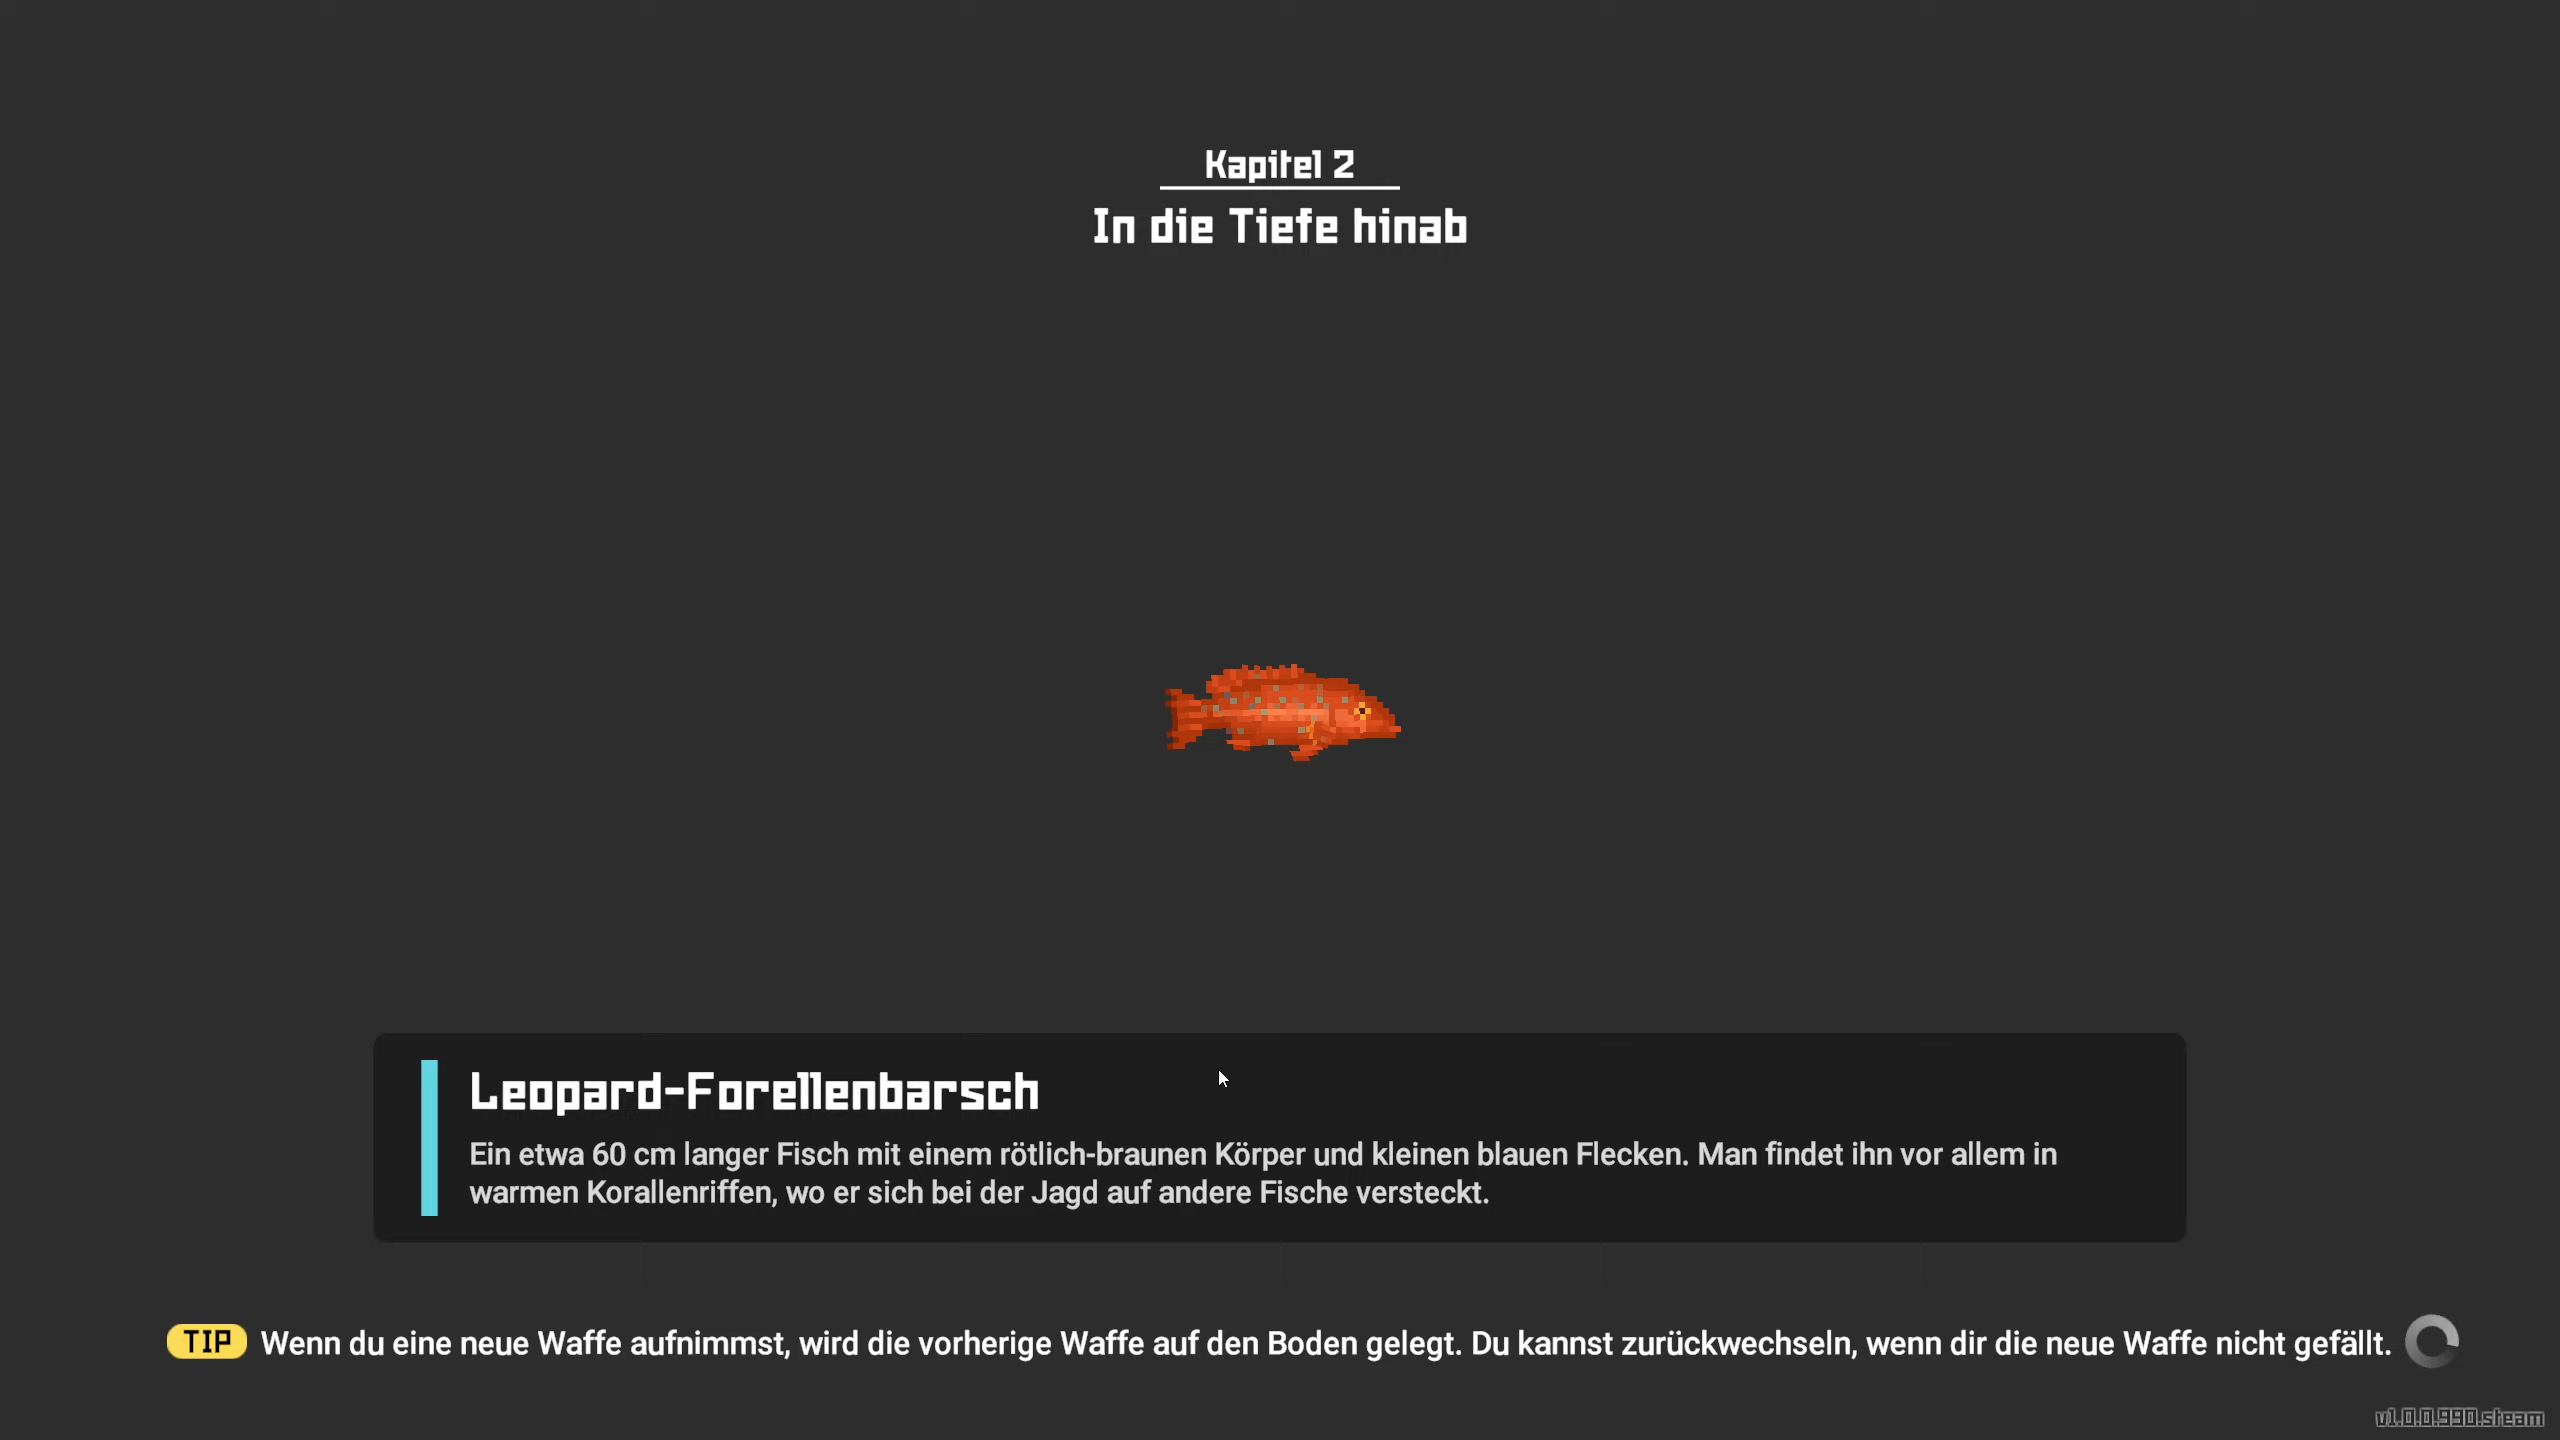 Kapitel 2
In die Tiefe hinab
Leopard-Forellenbarsch
Ein etwa 60 cm langer Fisch mit einem rötlich-braunen Körper und kleinen blauen Flecken. Man findet ihn vor allem in
warmen Korallenriffen, wo er sich bei der Jagd auf andere Fische versteckt.
TIP Wenn du eine neue Waffe aufnimmst, wird die vorherige Waffe auf den Boden gelegt. Du kannst zurückwechseln, wenn dir die neue Waffe nicht gefällt.
v1.0.0.990.steam